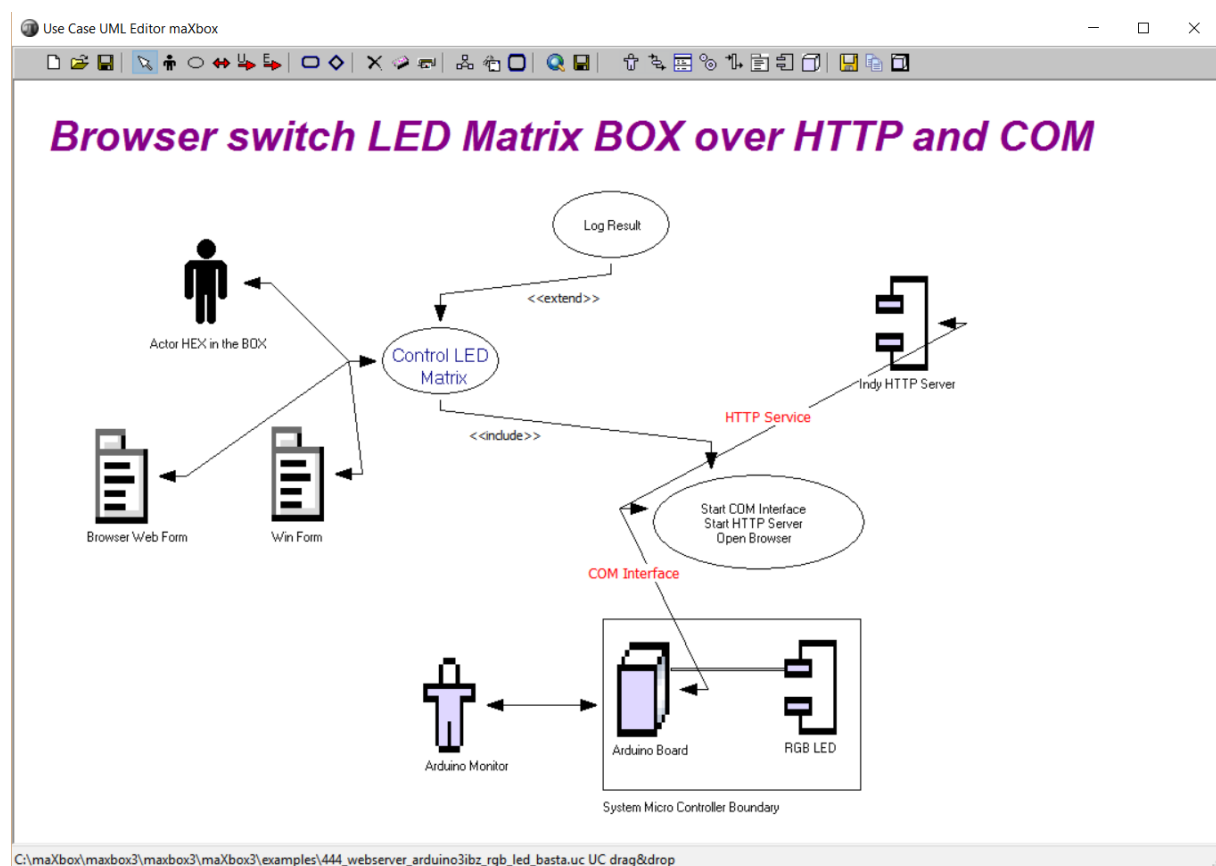 Use Case UML Editor maXbox
Browser switch LED Matrix BOX over HTTP and COM
Log Result
<<extend>>
Actor HEX in the BOX
Control LED
Matrix
Indy HTTP Server
HTTP Service
<<include>>
Start COM Interface
Start HTTP Server
Open Browser
Browser Web Form
Win Form
COM Interface
Arduino Board
RGB LED
Arduino Monitor
System Micro Controller Boundary
C:\maXbox\maxbox3\maxbox3\maXbox3\examples\444_webserver_arduino3ibz_rgb_led_basta.uc UC drag&drop